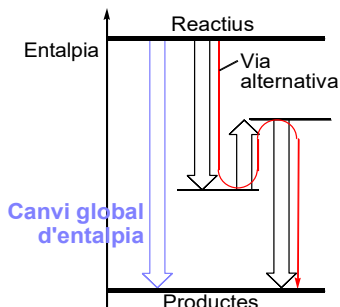 Reactius
Entalpia
Via
alternativa
Canvi global
d'entalpia
Productes